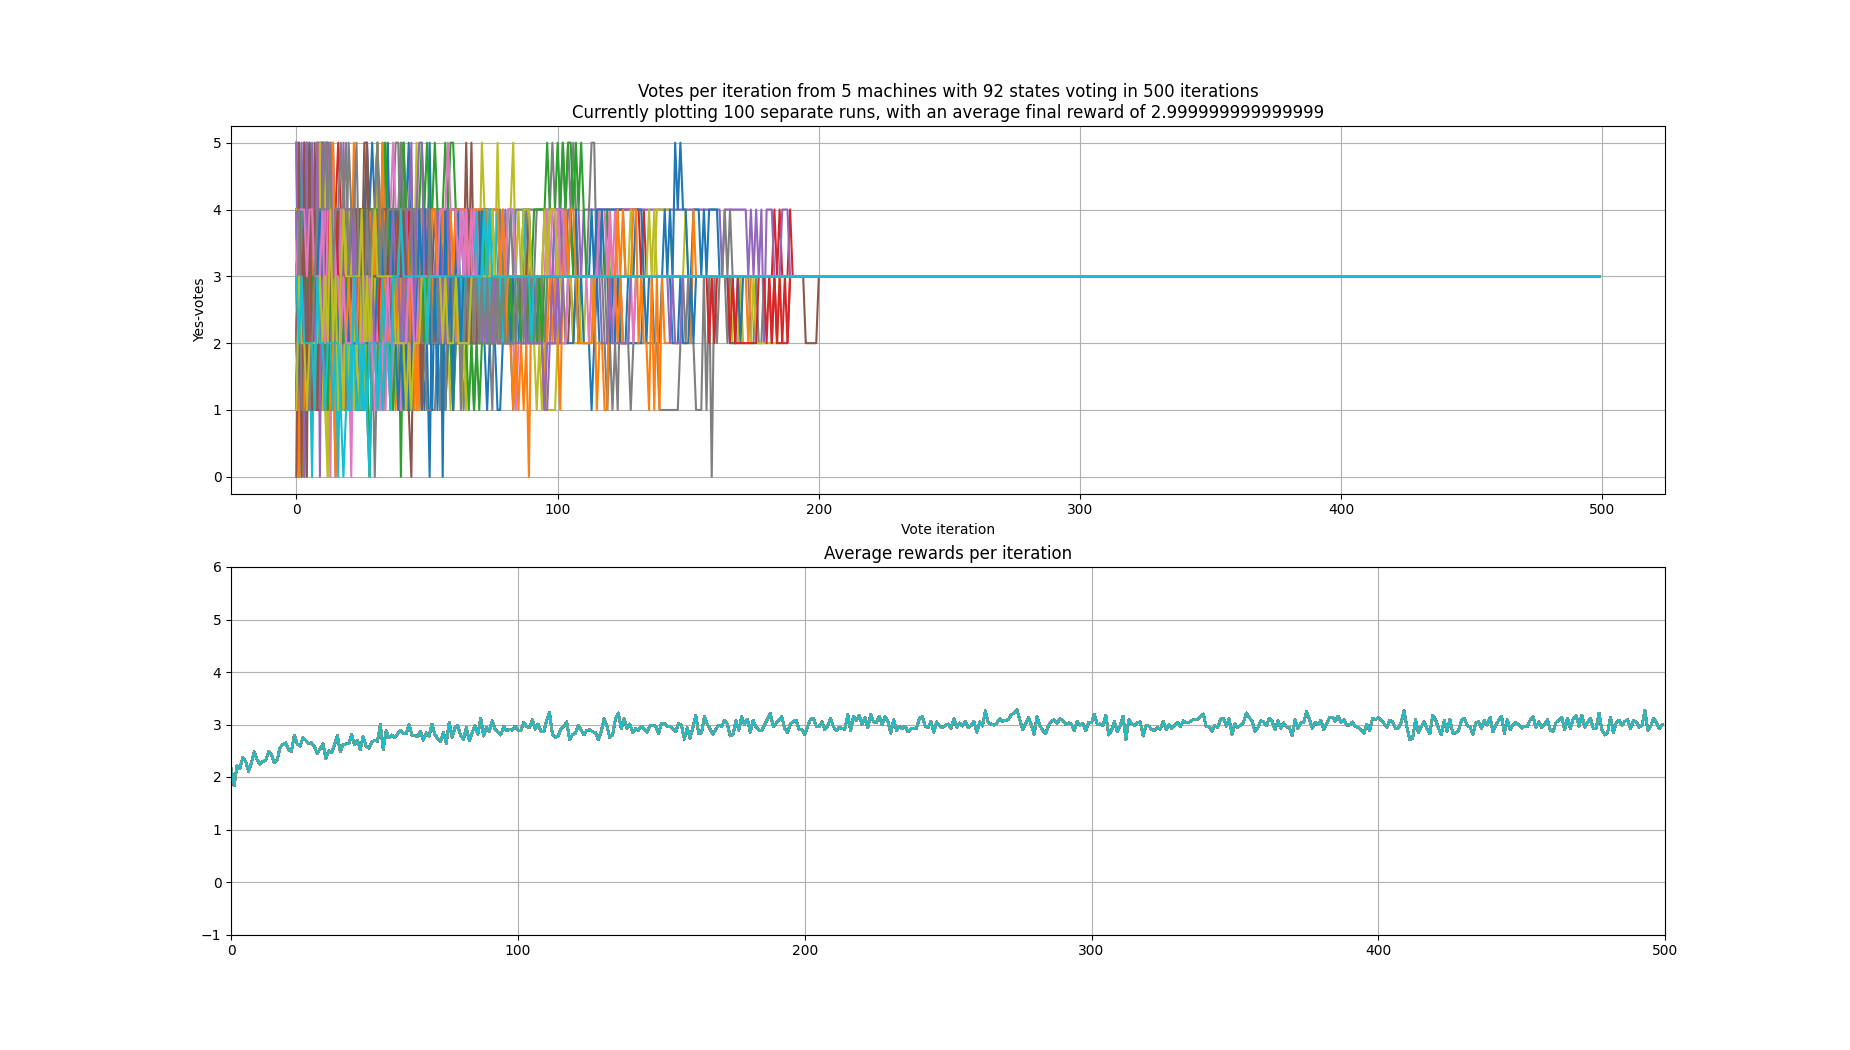 Votes per iteration from 5 machines with 92 states voting in 500 iterations
Currently plotting 100 separate runs, with an average final reward of 2.999999999999999
5
4
3
2
1
0
Yes-votes
0 100 200 300 400 500
Vote iteration
Average rewards per iteration
6
5
4
3
2
1
0
−1
0 100 200 300 400 500